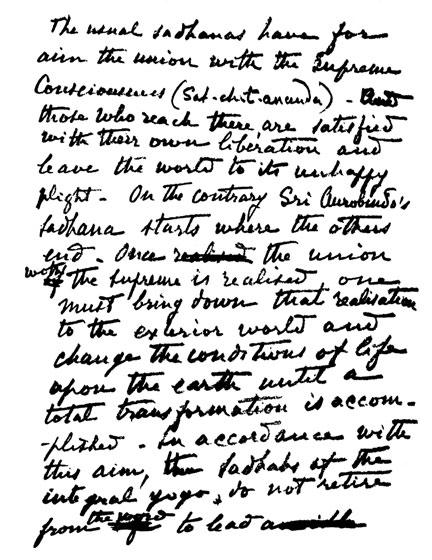 The usual sadhanas have for
aim the union with the Supreme
Consciousness (Sat-chit-ananda). And
those who reach there, are satisfied
with their own liberation and
leave the world to its unhappy
plight. On the contrary Sri Aurobindo's
sadhana starts where the others
end. Once realised the union
with
the Supreme is realised one
must bring down that realisation
to the exterior world and
change the conditions of life
upon the earth until a
total transformation is accom-
-plished. In accordance with
this aim, the sadhaks of the
integral yoga, do not retire
the world
from to lead